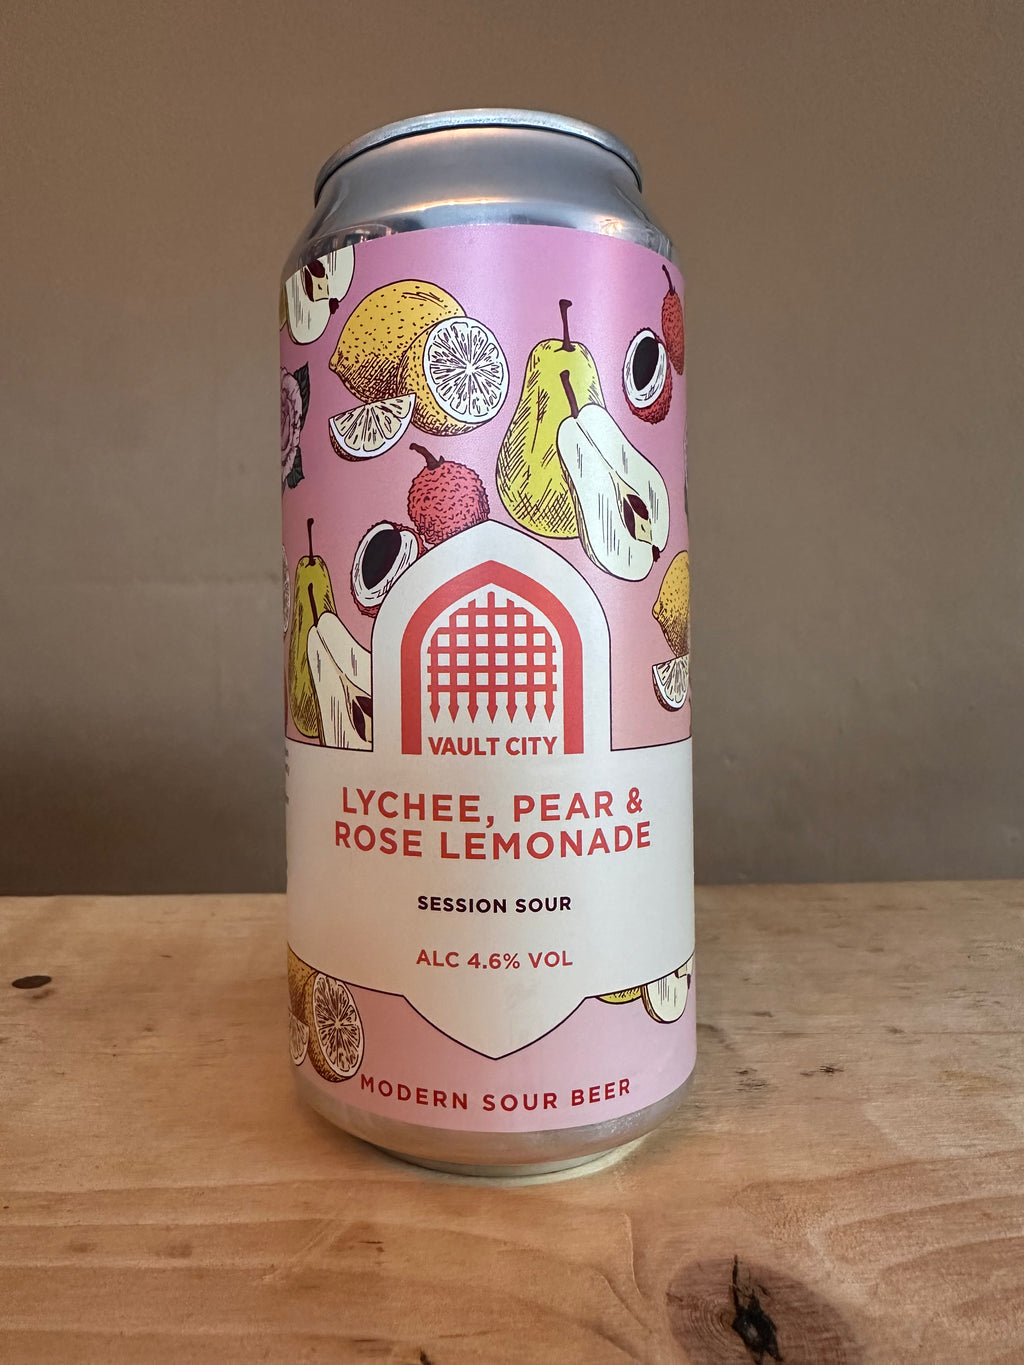 VAULT CITY
LYCHEE, PEAR &
ROSE LEMONADE
SESSION SOUR
ALC 4.6% VOL
MODERN SOUR BEER